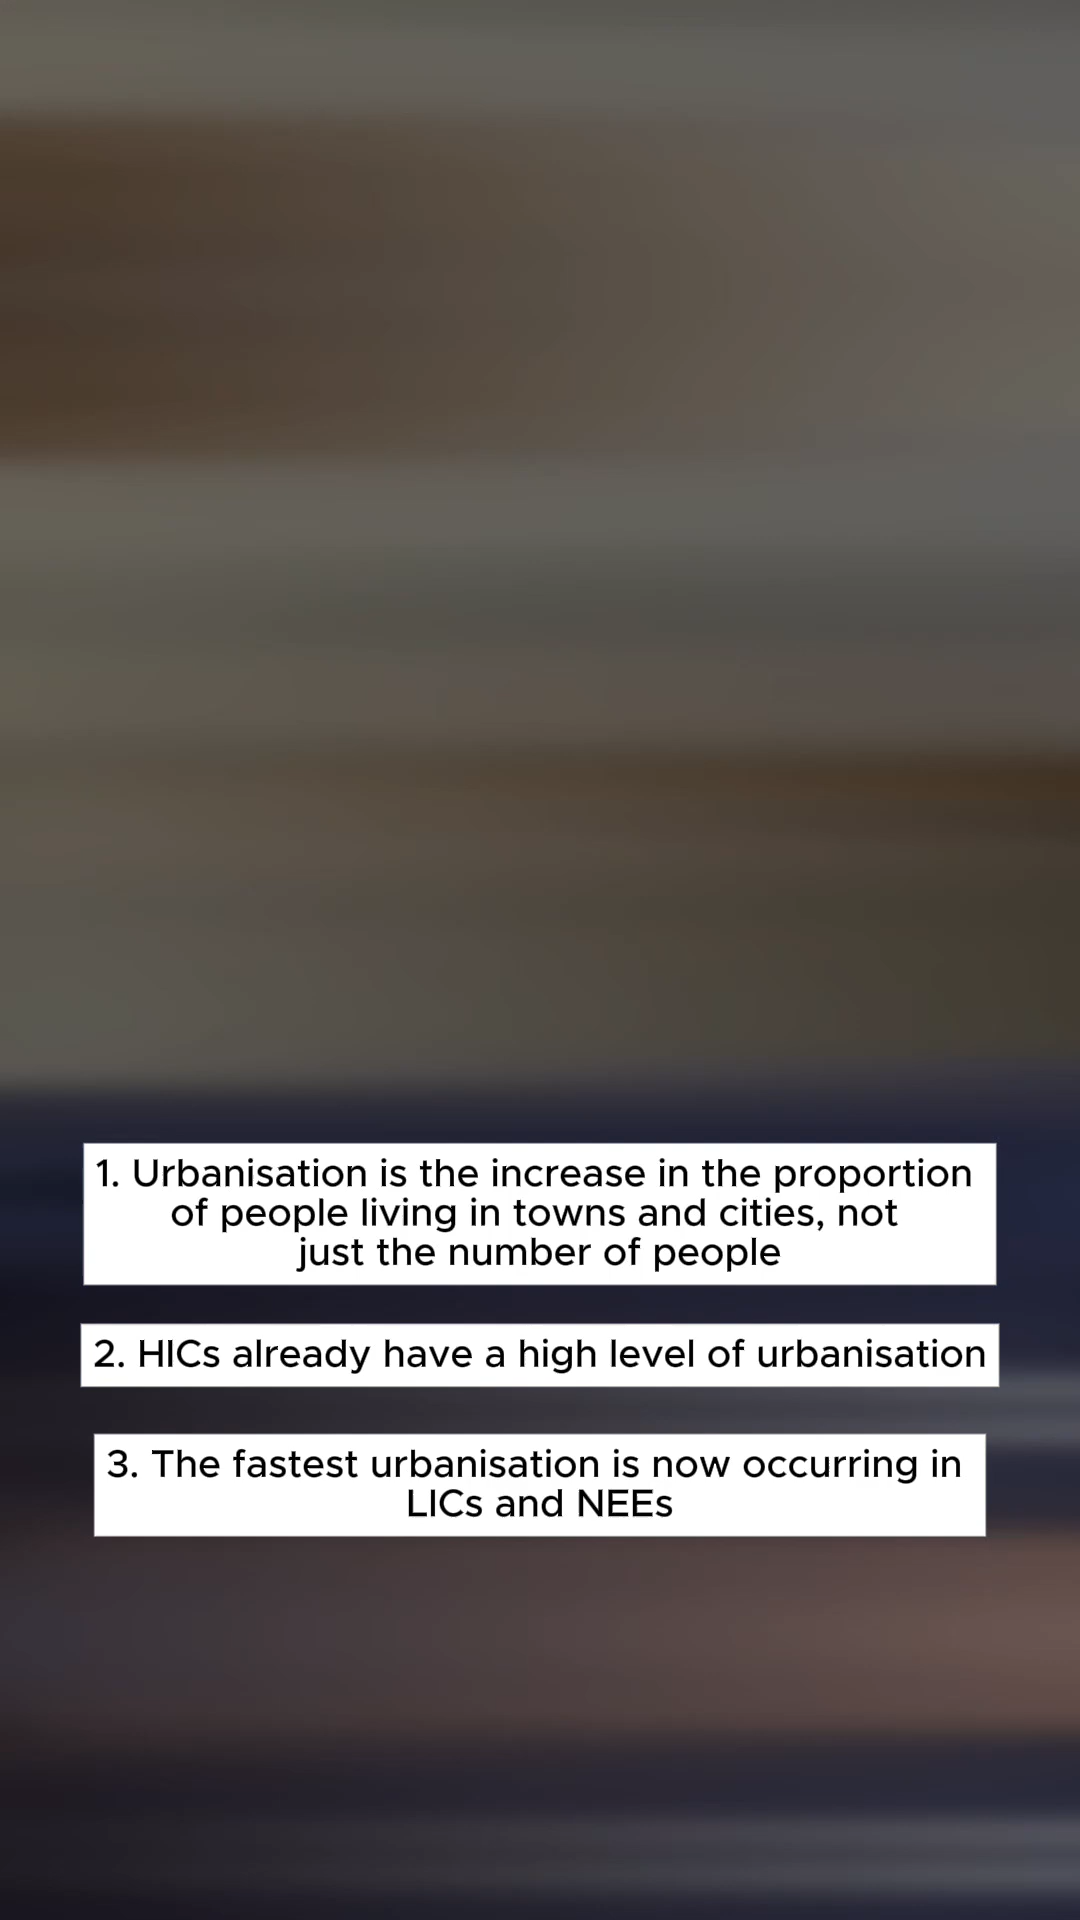 1. Urbanisation is the increase in the proportion
of people living in towns and cities, not
just the number of people
2. HICs already have a high level of urbanisation
3. The fastest urbanisation is now occurring in
LICs and NEEs